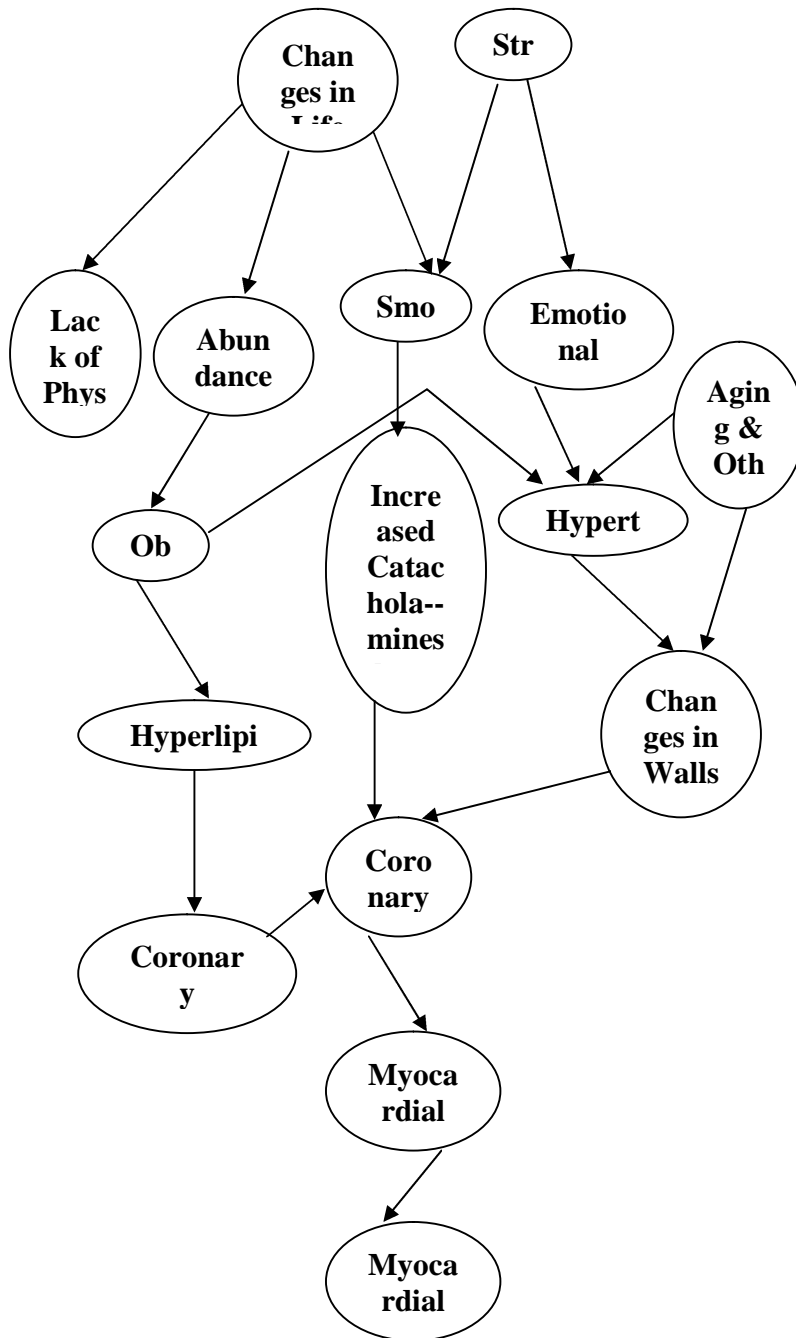 Chan
ges in
Life
Str
Lac
k of
Phys
Abun
dance
Smo
Emotio
nal
Agin
g &
Oth
Ob
Incre
ased
Catac
hola--
mines
Hypert
Hyperlipi
Chan
ges in
Walls
Coro
nary
Coronar
y
Myoca
rdial
Myoca
rdial